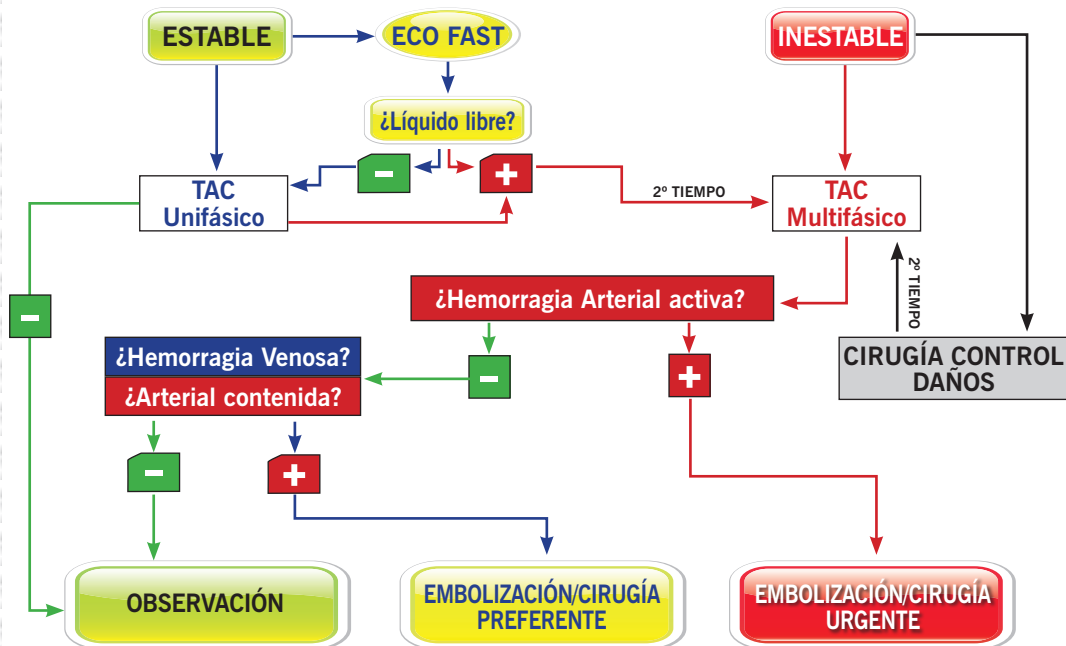 ESTABLE
ECO FAST
INESTABLE
¿Líquido libre?
−
+
TAC
Unifásico
2º TIEMPO
TAC
Multifásico
2º TIEMPO
¿Hemorragia Arterial activa?
−
¿Hemorragia Venosa?
¿Arterial contenida?
−
+
CIRUGÍA CONTROL
DAÑOS
−
+
OBSERVACIÓN
EMBOLIZACIÓN/CIRUGÍA
PREFERENTE
EMBOLIZACIÓN/CIRUGÍA
URGENTE